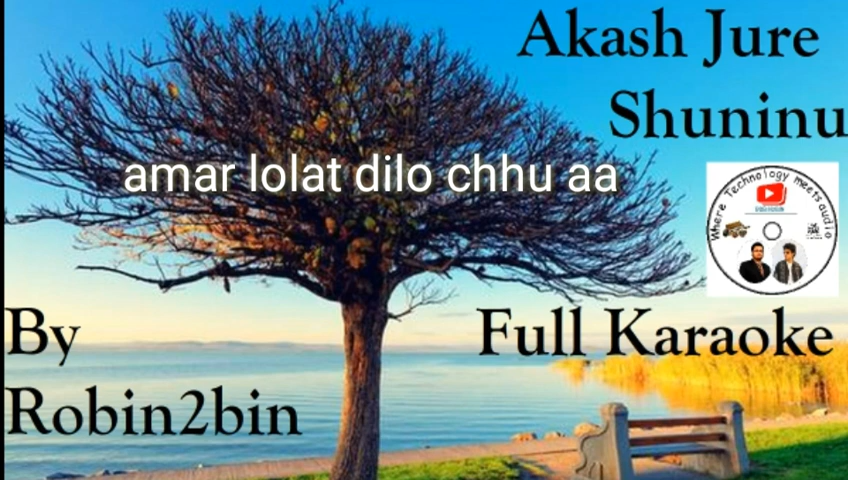 Akash Jure
Shuninu
amar lolat dilo chhu aa
Where Technology meets audio
By
Robin2bin
Full Karaoke